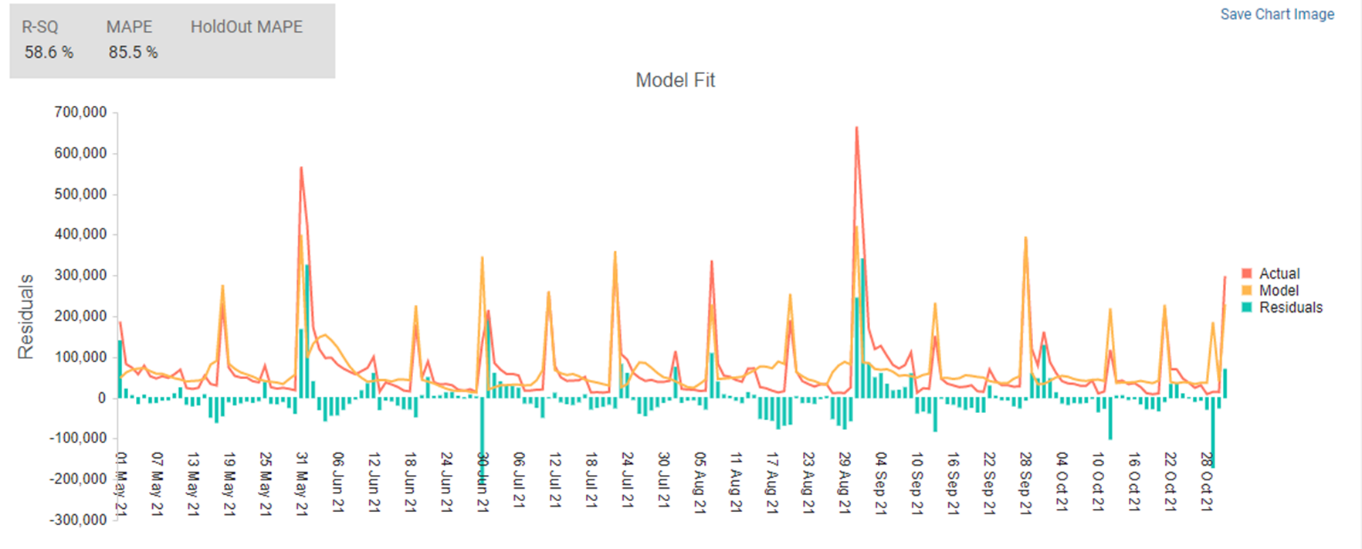 R-SQ MAPE HoldOut MAPE
58.6 % 85.5 %
Save Chart Image
Model Fit
700,000
600,000
500,000
400,000
300,000
200,000
100,000
0
-100,000
-200,000
-300,000
Residuals
01 May 21
07 May 21
13 May 21
19 May 21
25 May 21
31 May 21
06 Jun 21
12 Jun 21
18 Jun 21
24 Jun 21
30 Jun 21
06 Jul 21
12 Jul 21
18 Jul 21
24 Jul 21
30 Jul 21
05 Aug 21
11 Aug 21
17 Aug 21
23 Aug 21
29 Aug 21
04 Sep 21
10 Sep 21
16 Sep 21
22 Sep 21
28 Sep 21
04 Oct 21
10 Oct 21
16 Oct 21
22 Oct 21
28 Oct 21
Actual
Model
Residuals